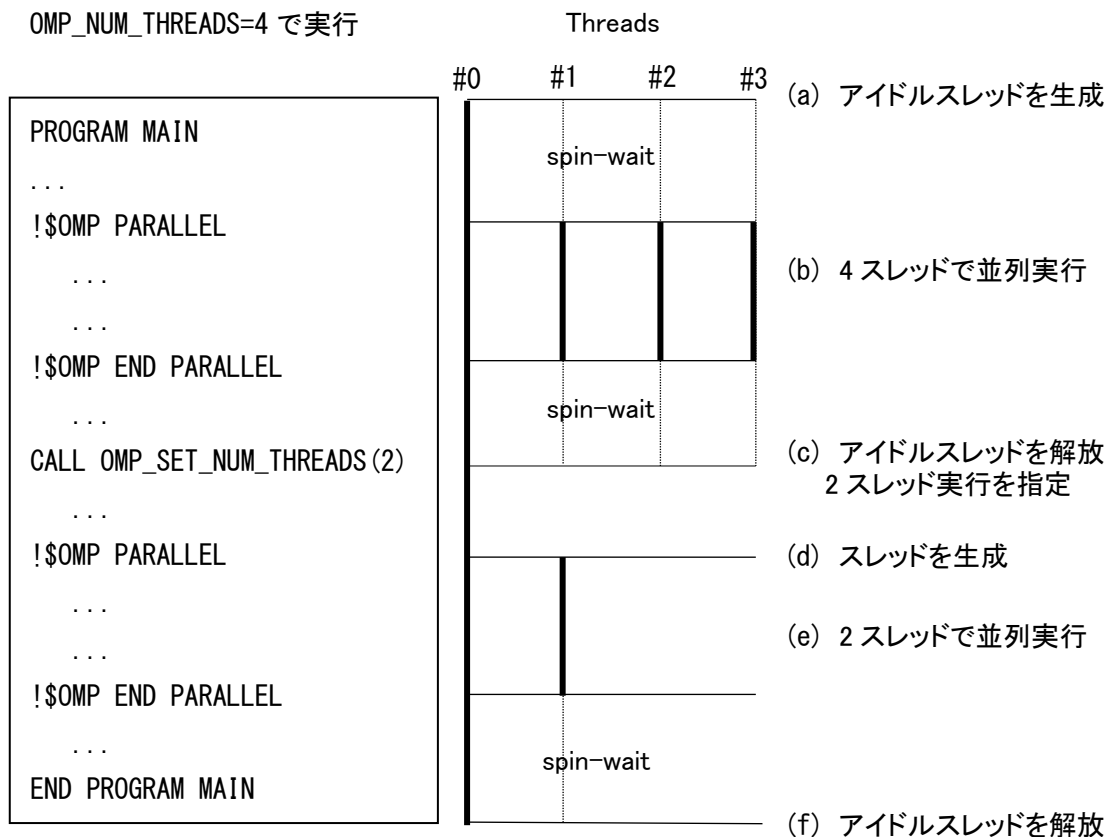 OMP_NUM_THREADS=4 で実行
Threads
#0 #1 #2 #3
(a) アイドルスレッドを生成
PROGRAM MAIN
spin-wait
...
!$OMP PARALLEL
...
(b) 4 スレッドで並列実行
...
!$OMP END PARALLEL
...
spin-wait
CALL OMP_SET_NUM_THREADS(2)
(c) アイドルスレッドを解放
2 スレッド実行を指定
...
!$OMP PARALLEL
(d) スレッドを生成
...
(e) 2 スレッドで並列実行
...
!$OMP END PARALLEL
...
spin-wait
END PROGRAM MAIN
(f) アイドルスレッドを解放